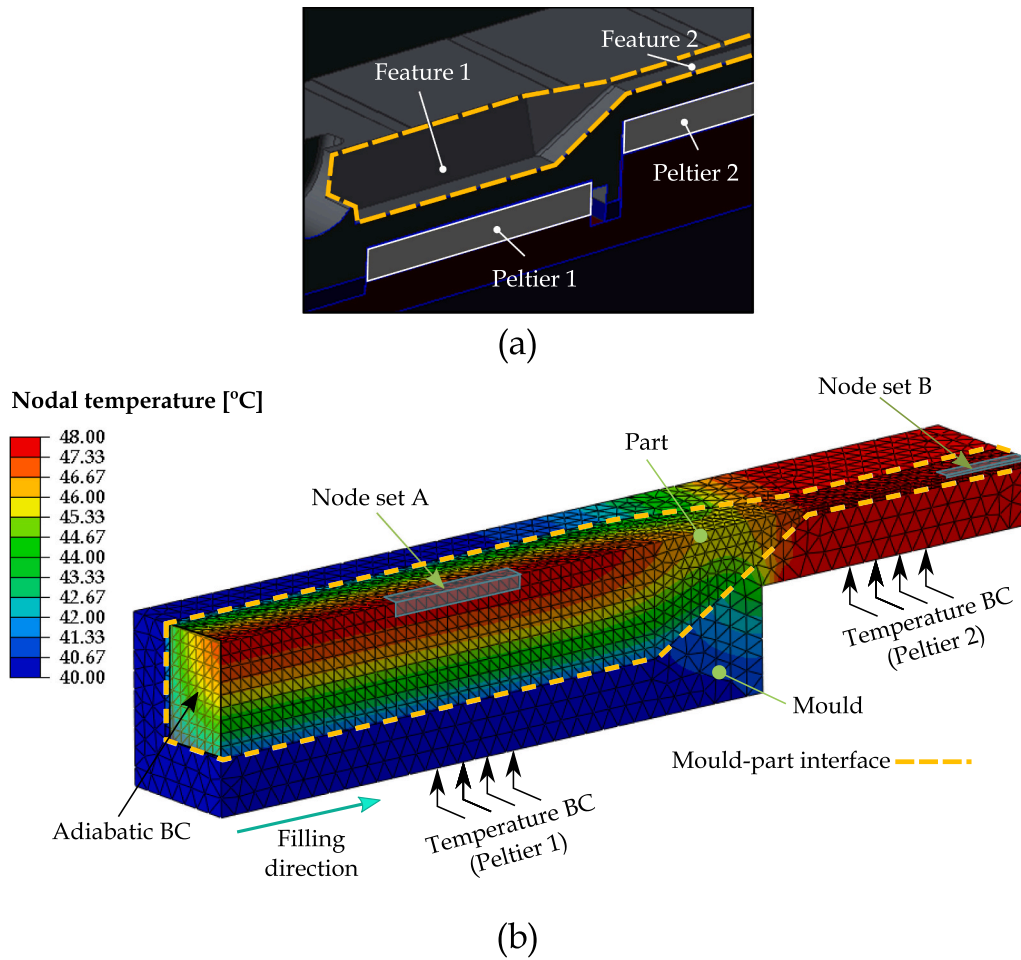 Feature 2
Feature 1
Peltier 2
Peltier 1
(a)
Nodal temperature [ºC]
48.00
47.33
46.67
46.00
45.33
44.67
44.00
43.33
42.67
42.00
41.33
40.67
40.00
Node set B
Part
Node set A
Temperature BC
(Peltier 2)
Mould
Mould-part interface
Adiabatic BC
Filling
direction
Temperature BC
(Peltier 1)
(b)